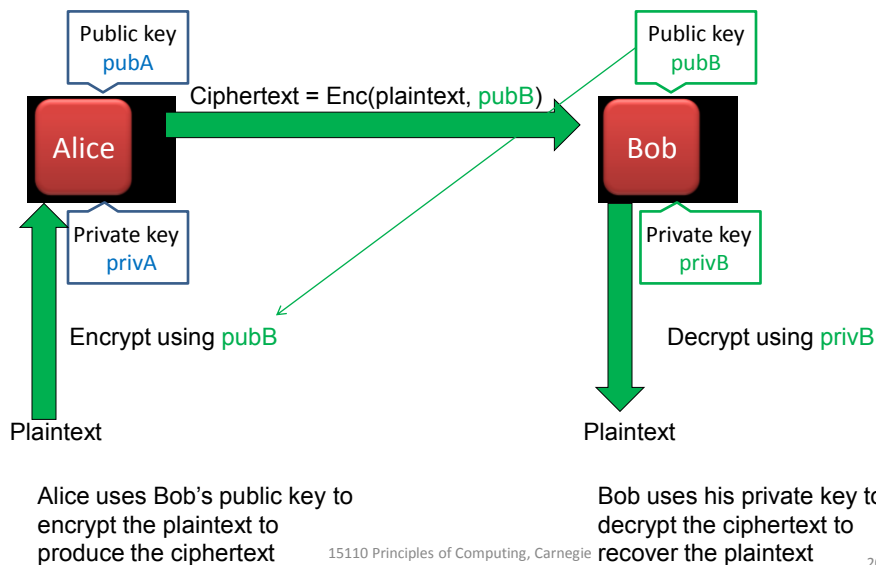 Public key
pubA
Public key
pubB
Ciphertext = Enc(plaintext, pubB)
Alice
Bob
Private key
privA
Private key
privB
Encrypt using pubB
Decrypt using privB
Plaintext
Plaintext
Alice uses Bob's public key to
encrypt the plaintext to
produce the ciphertext
Bob uses his private key to
decrypt the ciphertext to
recover the plaintext
15110 Principles of Computing, Carnegie